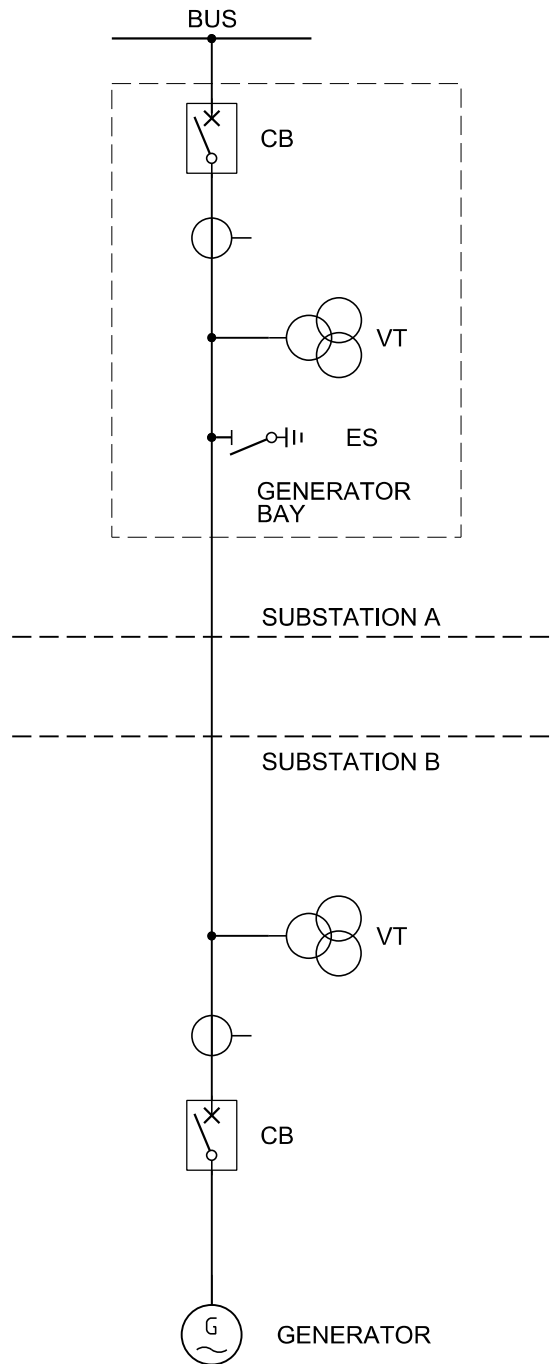 BUS
CB
VT
ES
GENERATOR
BAY
SUBSTATION A
SUBSTATION B
VT
CB
G
GENERATOR